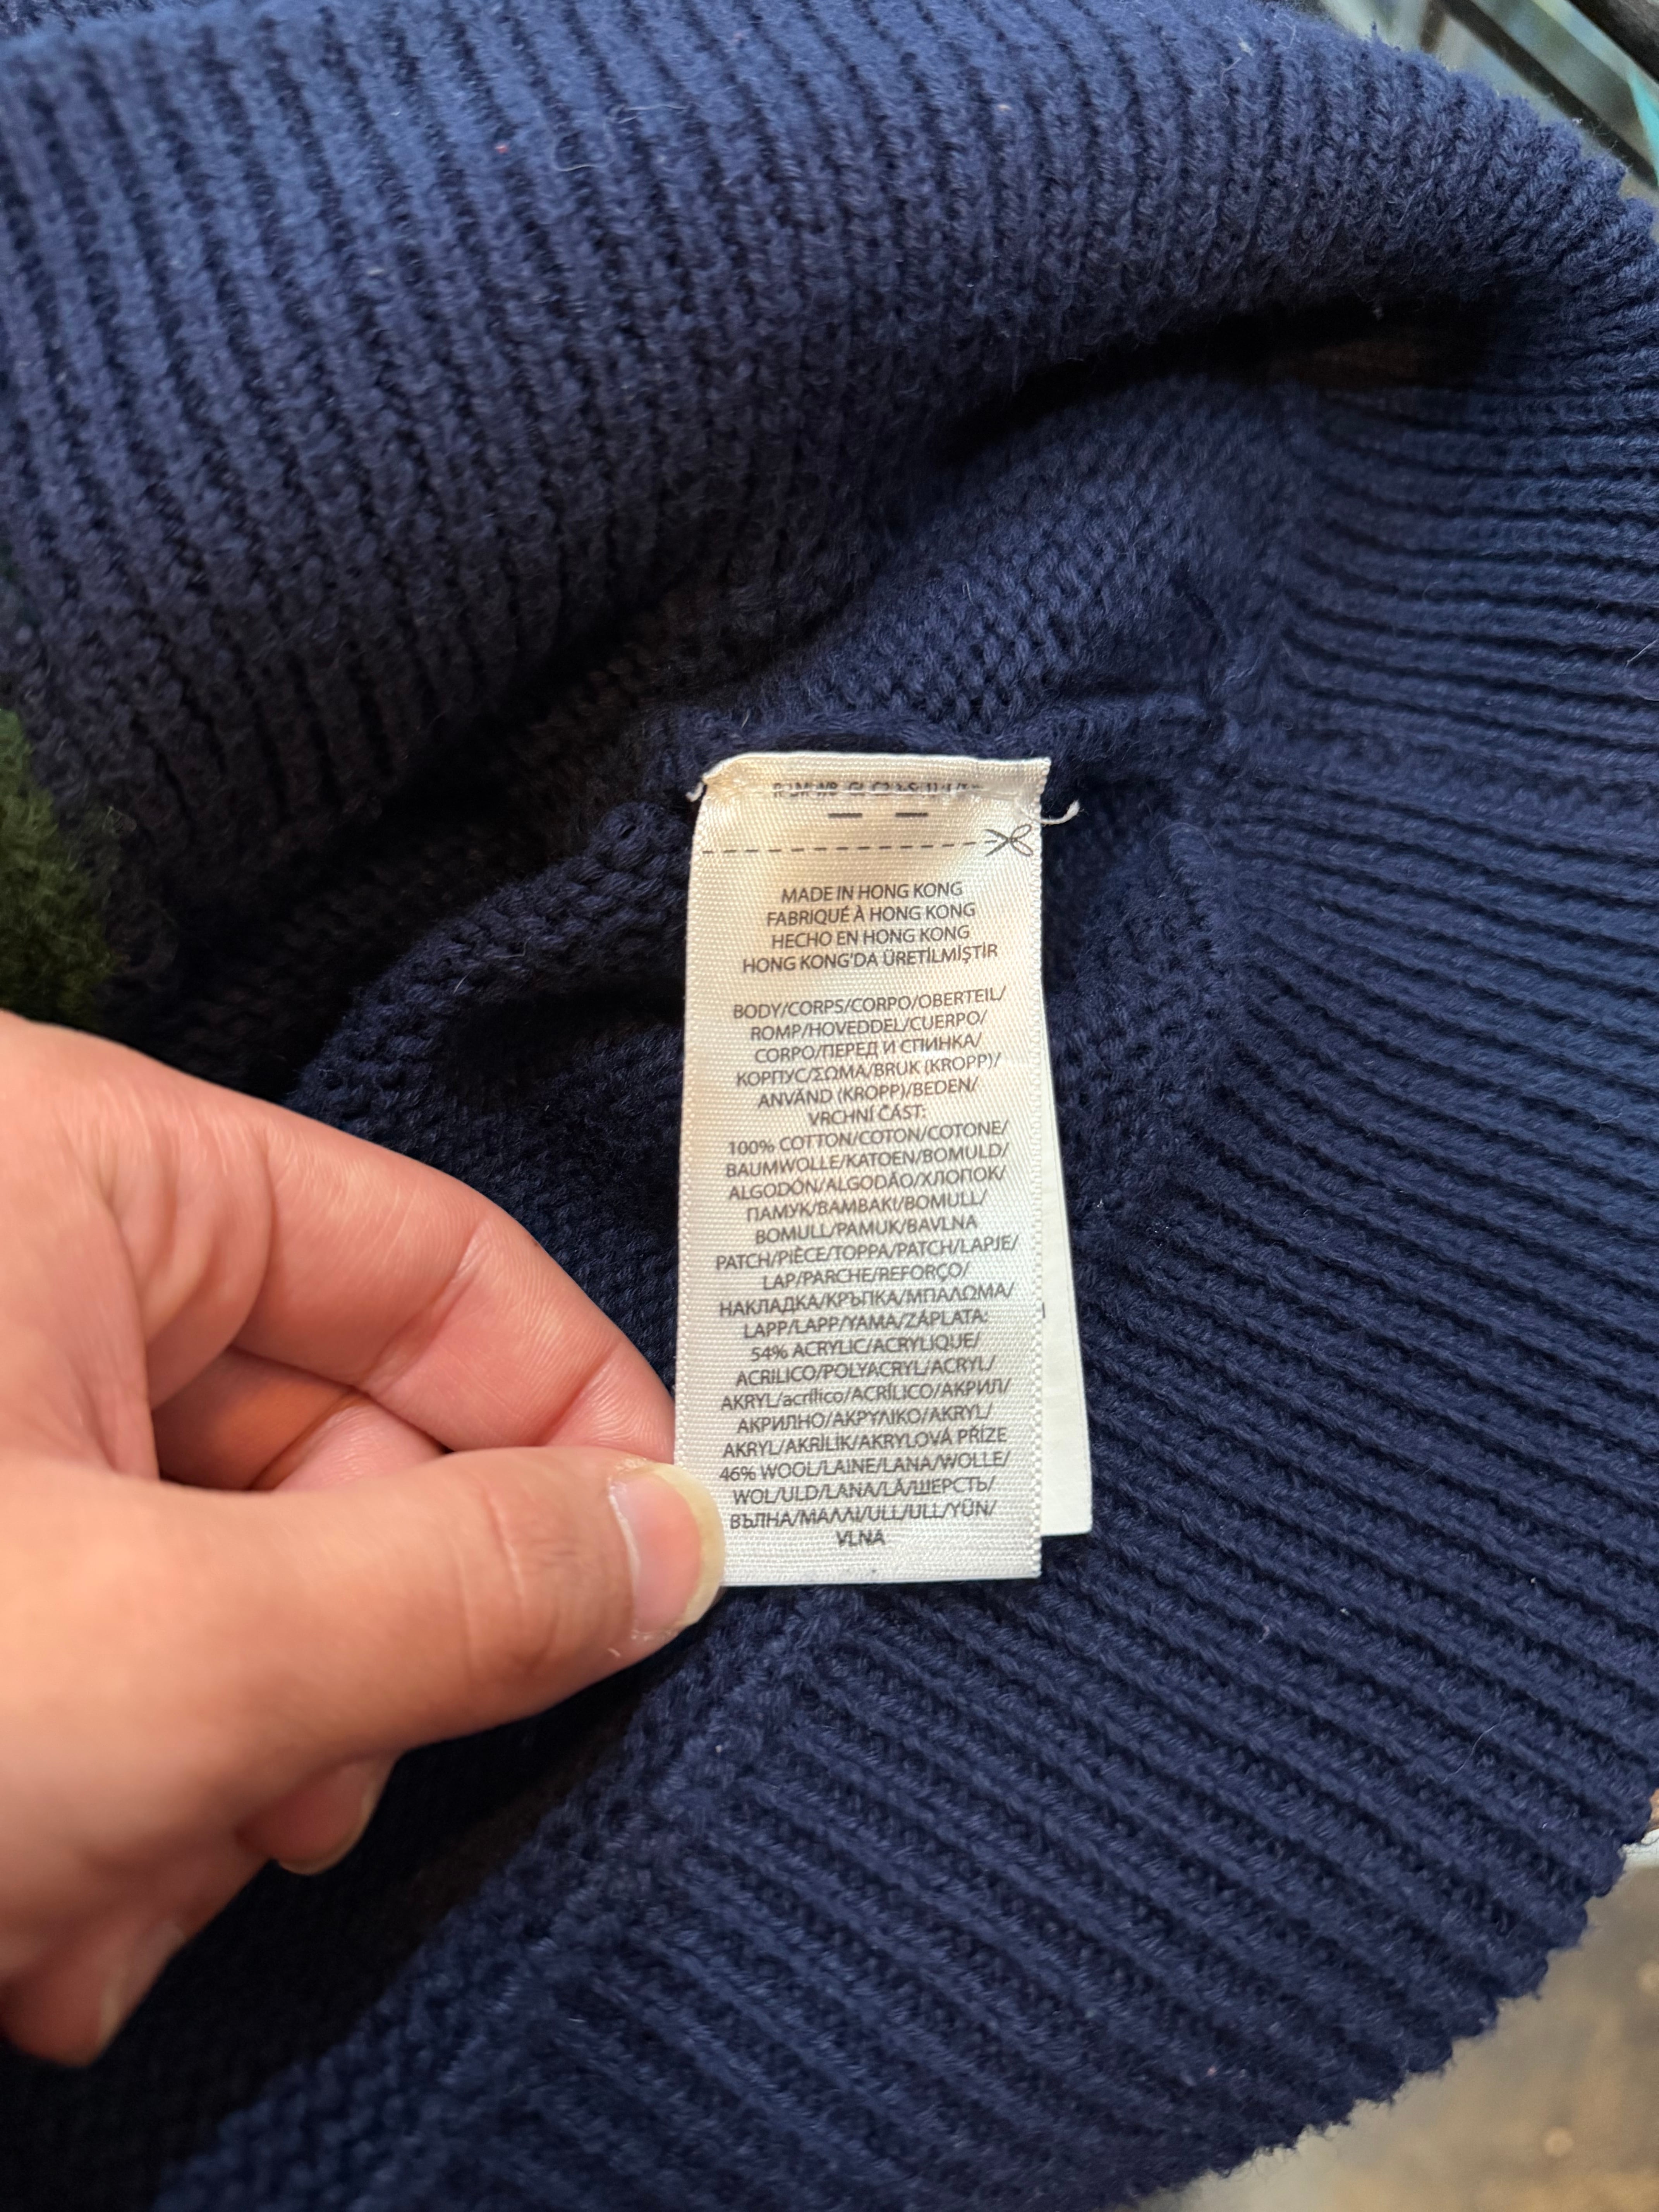 MADE IN HONG KONG
FABRIQUÉ À HONG KONG
HECHO EN HONG KONG
HONG KONG'DA ÜRETİLMİŞTİR
BODY/CORPS/CORPO/OBERTEIL/
ROMP/HOVEDDEL/CUERPO/
CORPO/ПЕРЕД И СПИНКА/
КОРПУС/ΣΩΜΑ/BRUK (KROPP)/
ANVÄND (KROPP)/BEDEN/
VRCHNÍ ČÁST:
100% COTTON/COTON/COTONE/
BAUMWOLLE/KATOEN/BOMULD/
ALGODÓN/ALGODÃO/ХЛОПОК/
ПАМУК/ΒΑΜΒΑΚΙ/BOMULL/
BOMULL/PAMUK/BAVLNA
PATCH/PIÈCE/TOPPA/PATCH/LAPJE/
LAP/PARCHE/REFORÇO/
НАКЛАДКА/КРЪПКА/ΜΠΑΛΩΜΑ/
LAPP/LAPP/YAMA/ZÁPLATA:
54% ACRYLIC/ACRYLIQUE/
ACRILICO/POLYACRYL/ACRYL/
AKRYL/acrílico/ACRÍLICO/АКРИЛ/
АКРИЛНО/ΑΚΡΥΛΙΚΟ/AKRYL/
AKRYL/AKRİLİK/AKRYLOVÁ PŘÍZE
46% WOOL/LAINE/LANA/WOLLE/
WOL/ULD/LANA/LÃ/ШЕРСТЬ/
ВЪЛНА/ΜΑΛΛΙ/ULL/ULL/YÜN/
VLNA